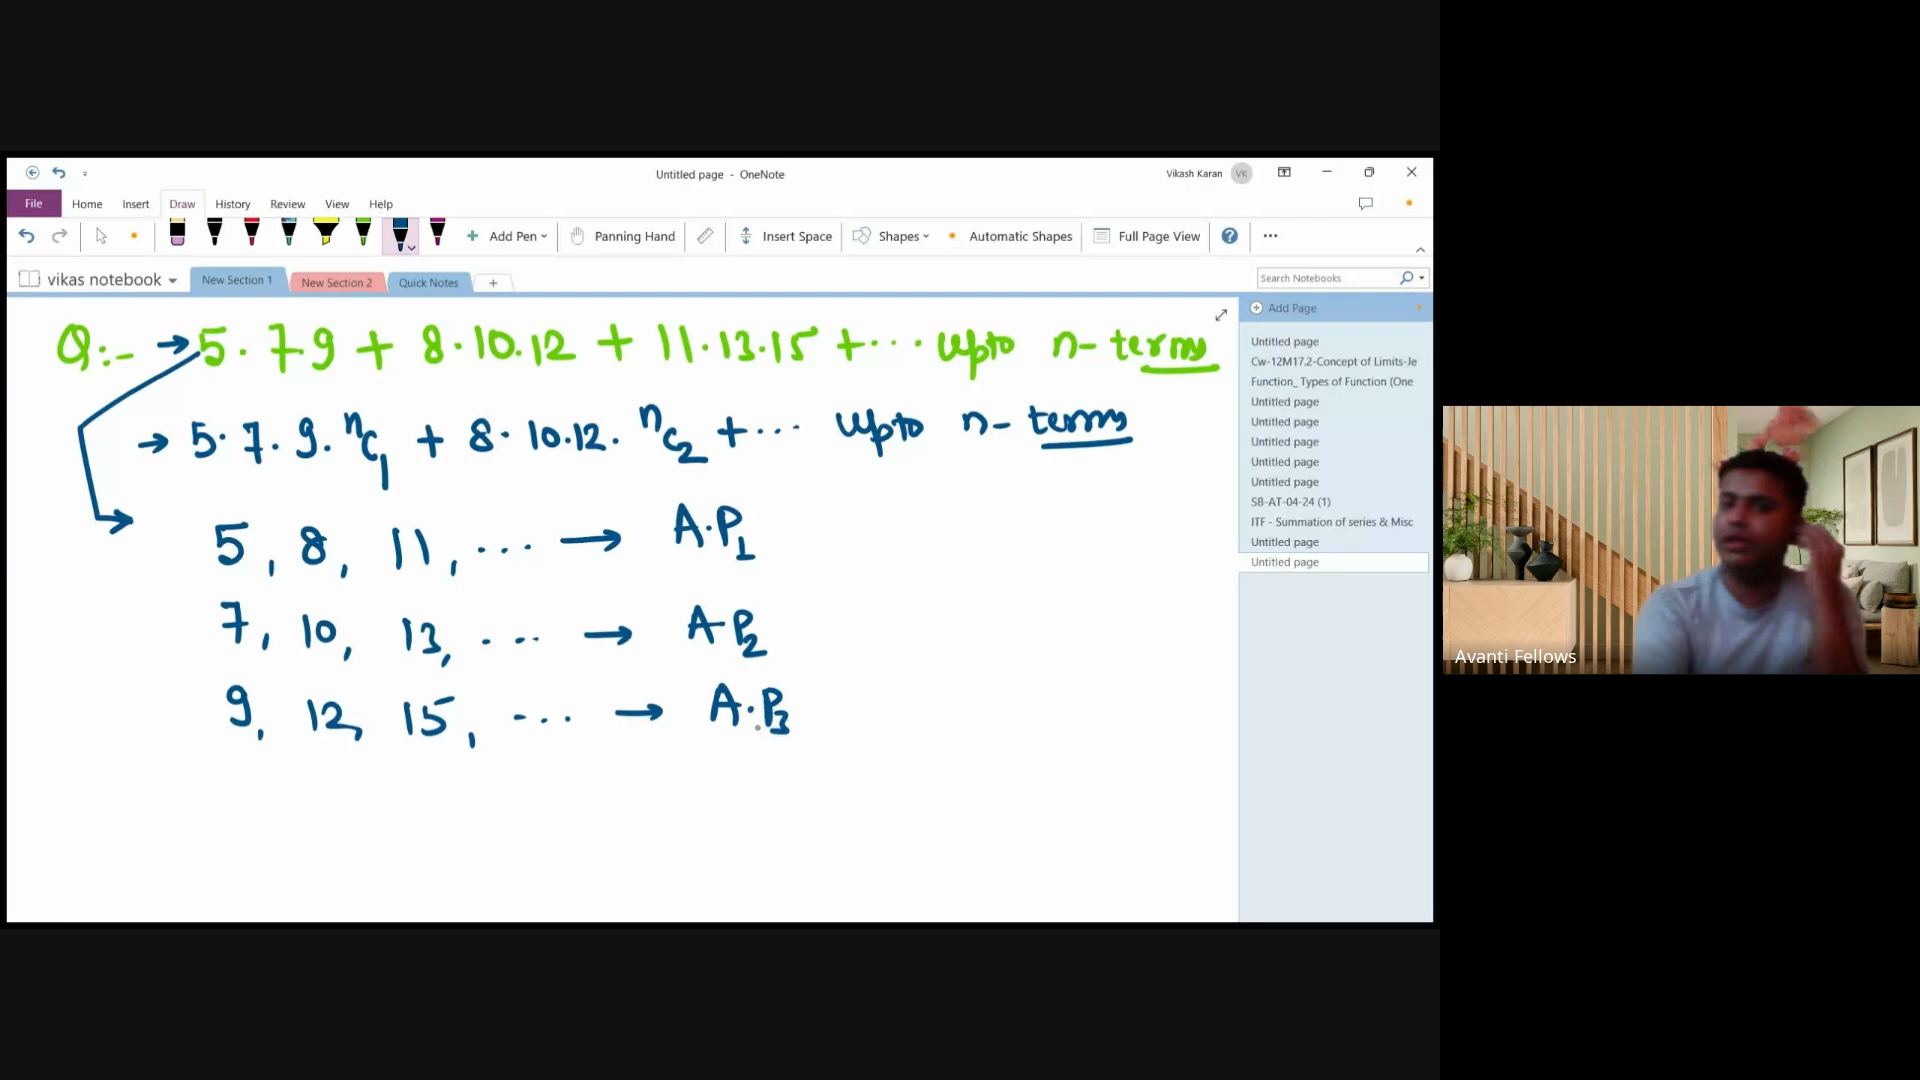 Untitled page - OneNote
Vikash Karan VK
File Home Insert Draw History Review View Help
Add Pen Panning Hand Insert Space Shapes Automatic Shapes Full Page View
vikas notebook New Section 1 New Section 2 Quick Notes + Search Notebooks
Q:- → 5·7·9 + 8·10·12 + 11·13·15 + ··· upto n-terms
→ 5·7·9·ⁿC₁ + 8·10·12·ⁿC₂ + ··· upto n-terms
5, 8, 11, ··· → A.P₁
7, 10, 13, ··· → A.P₂
9, 12, 15, ··· → A.P₃
Add Page
Untitled page
Cw-12M17.2-Concept of Limits-Je
Function_ Types of Function (One
Untitled page
Untitled page
Untitled page
Untitled page
Untitled page
SB-AT-04-24 (1)
ITF - Summation of series & Misc
Untitled page
Untitled page
Avanti Fellows